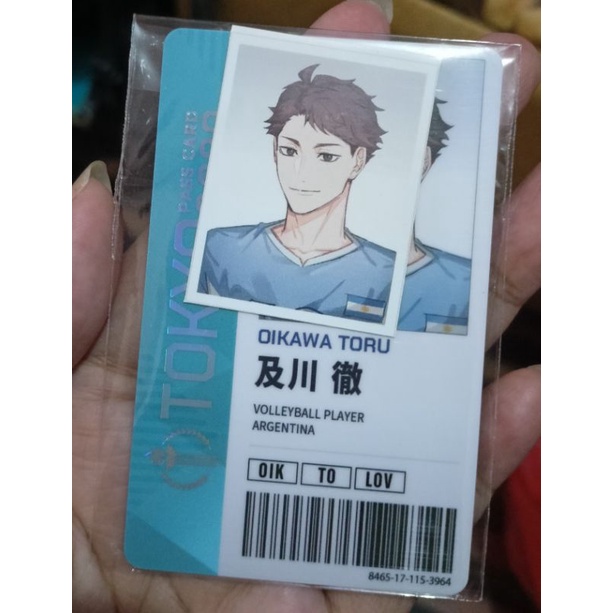 TOKYO
PASS CARD
OIKAWA TORU
及川 徹
VOLLEYBALL PLAYER
ARGENTINA
OIK TO LOV
8465-17-115-3964